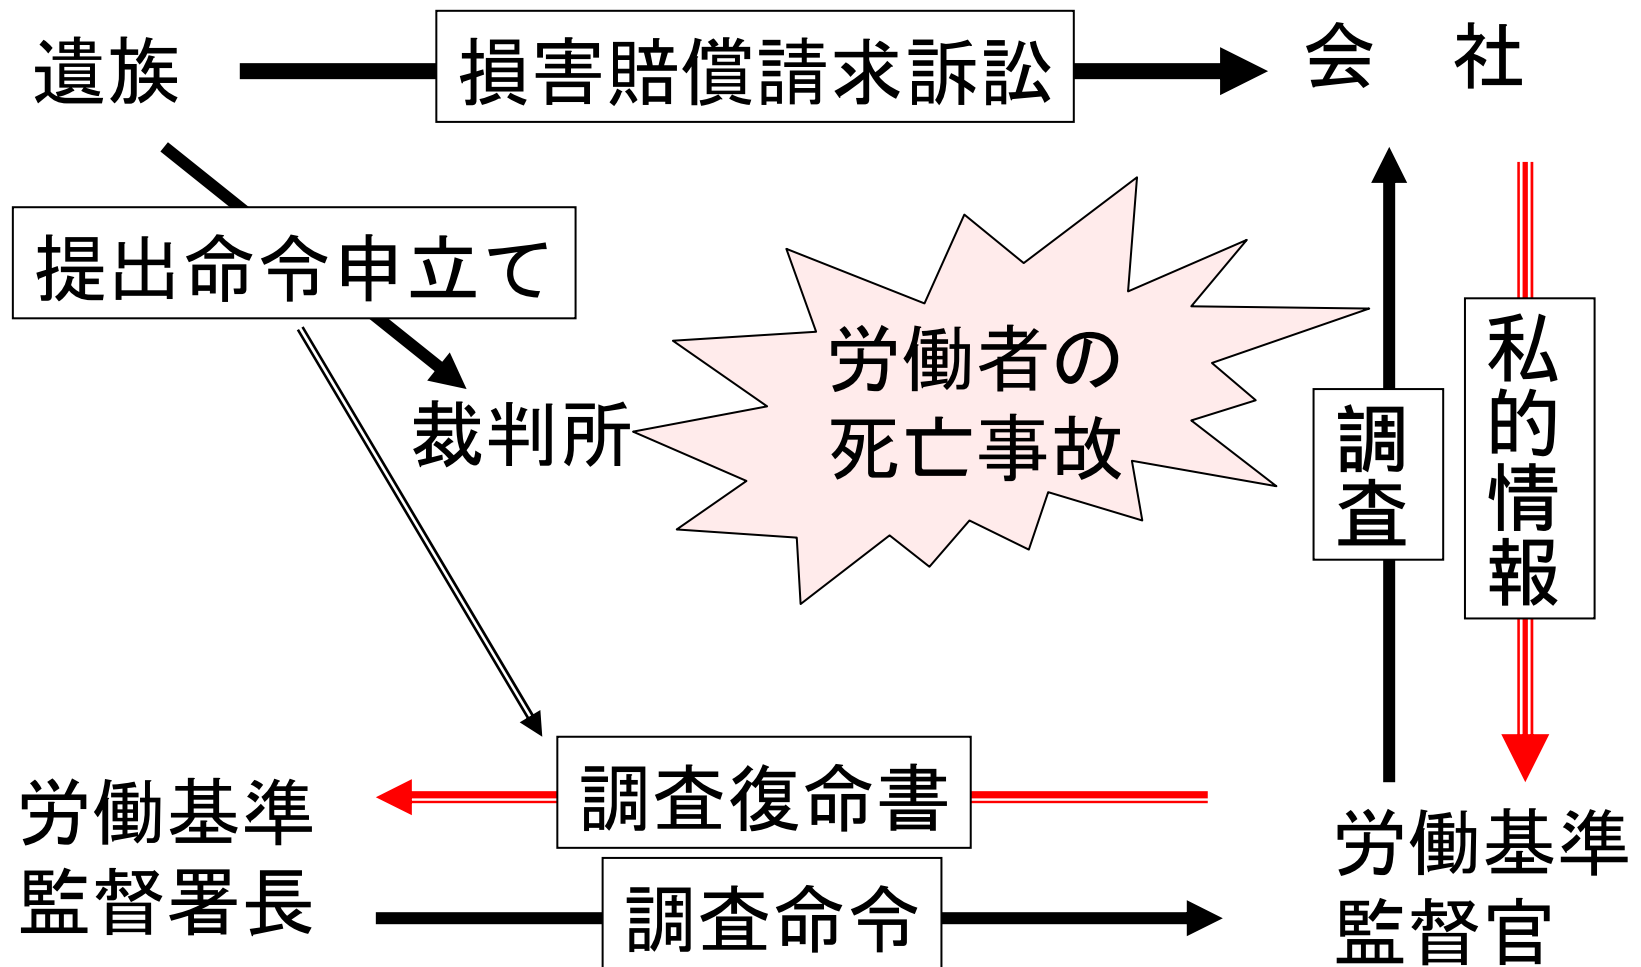 遺族
損害賠償請求訴訟
会　社
提出命令申立て
裁判所
労働者の
死亡事故
調査
私的情報
調査復命書
労働基準
監督署長
調査命令
労働基準
監督官